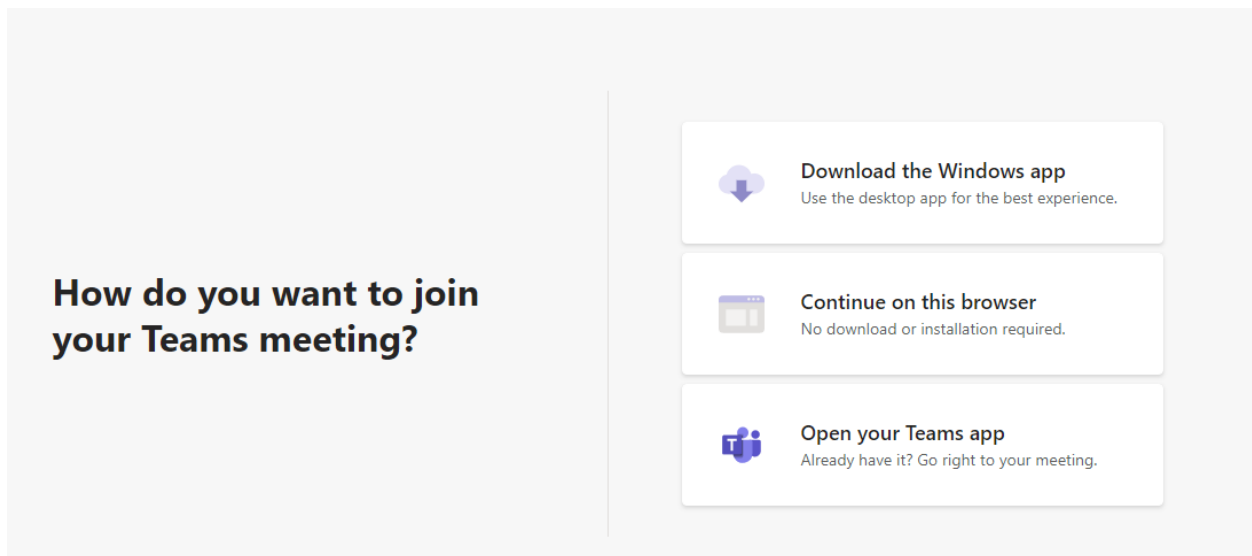 How do you want to join
your Teams meeting?
Download the Windows app
Use the desktop app for the best experience.
Continue on this browser
No download or installation required.
T
Open your Teams app
Already have it? Go right to your meeting.